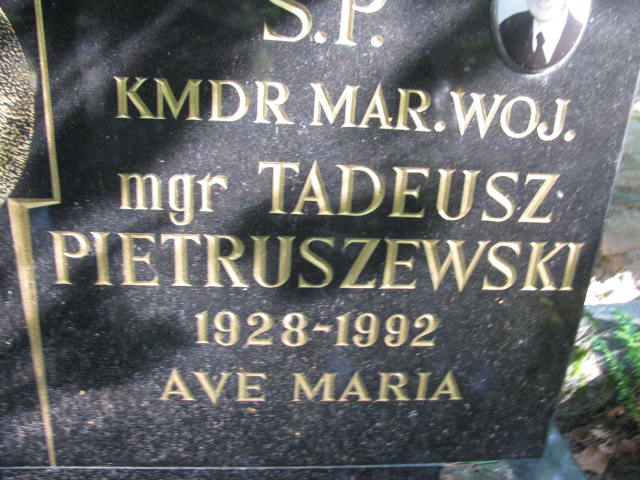 Ś.P.
KMDR MAR. WOJ.
mgr TADEUSZ
PIETRUSZEWSKI
1928-1992
AVE MARIA